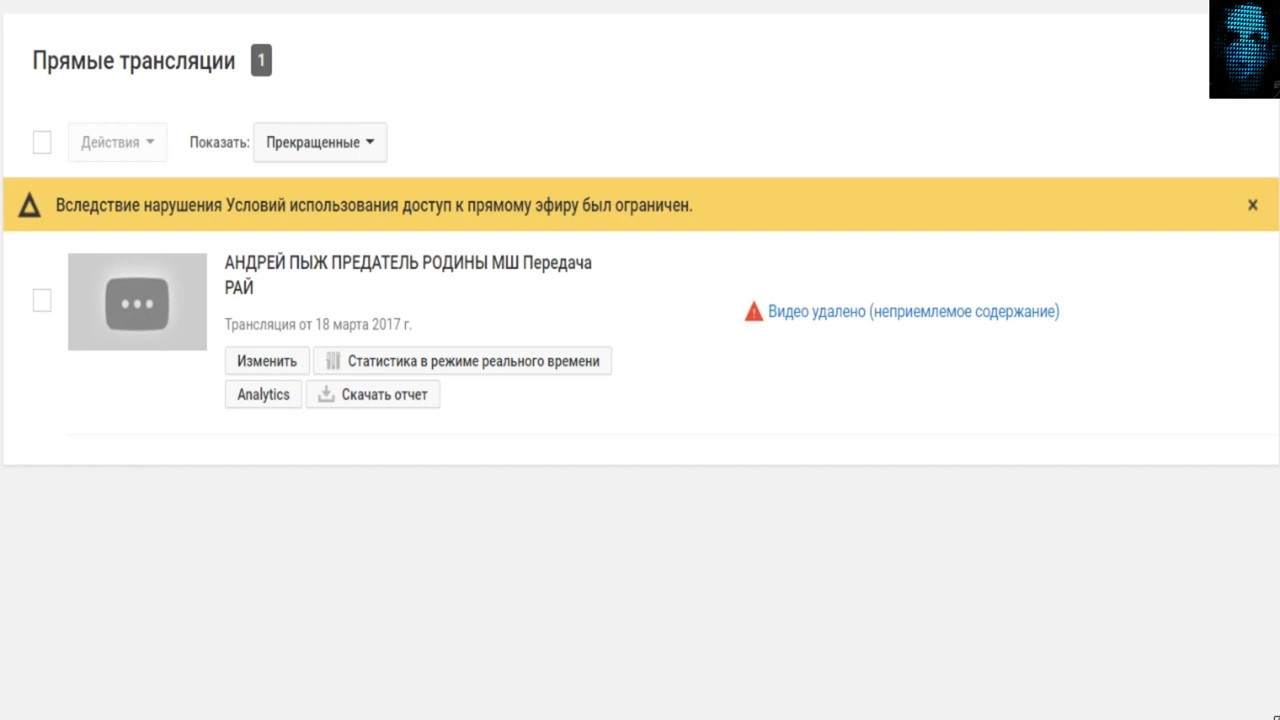 Прямые трансляции 1
Действия Показать: Прекращенные
Вследствие нарушения Условий использования доступ к прямому эфиру был ограничен.
АНДРЕЙ ПЫЖ ПРЕДАТЕЛЬ РОДИНЫ МШ Передача
РАЙ
Видео удалено (неприемлемое содержание)
Трансляция от 18 марта 2017 г.
Изменить Статистика в режиме реального времени
Analytics Скачать отчет